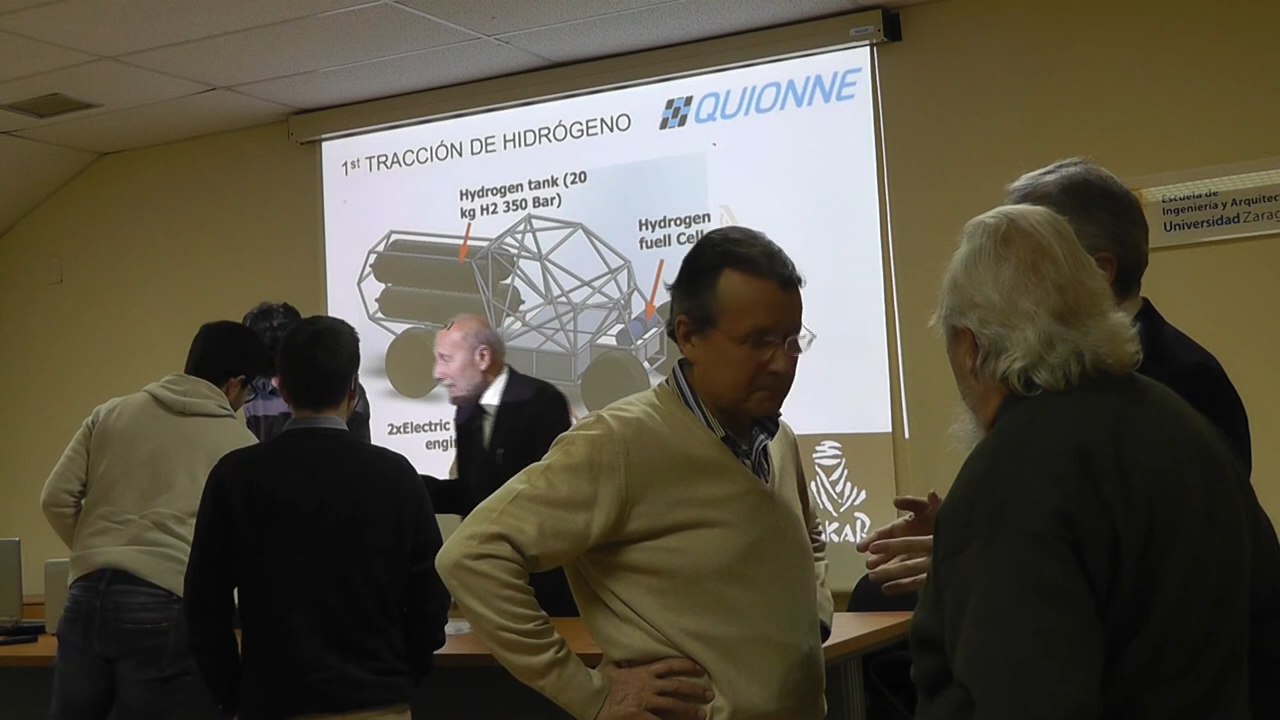 QUIONNE
1st TRACCIÓN DE HIDRÓGENO
Hydrogen tank (20
kg H2 350 Bar)
Hydrogen
fuell Cell
2xElectric
Escuela de
Ingeniería y Arquitec
Universidad Zarag